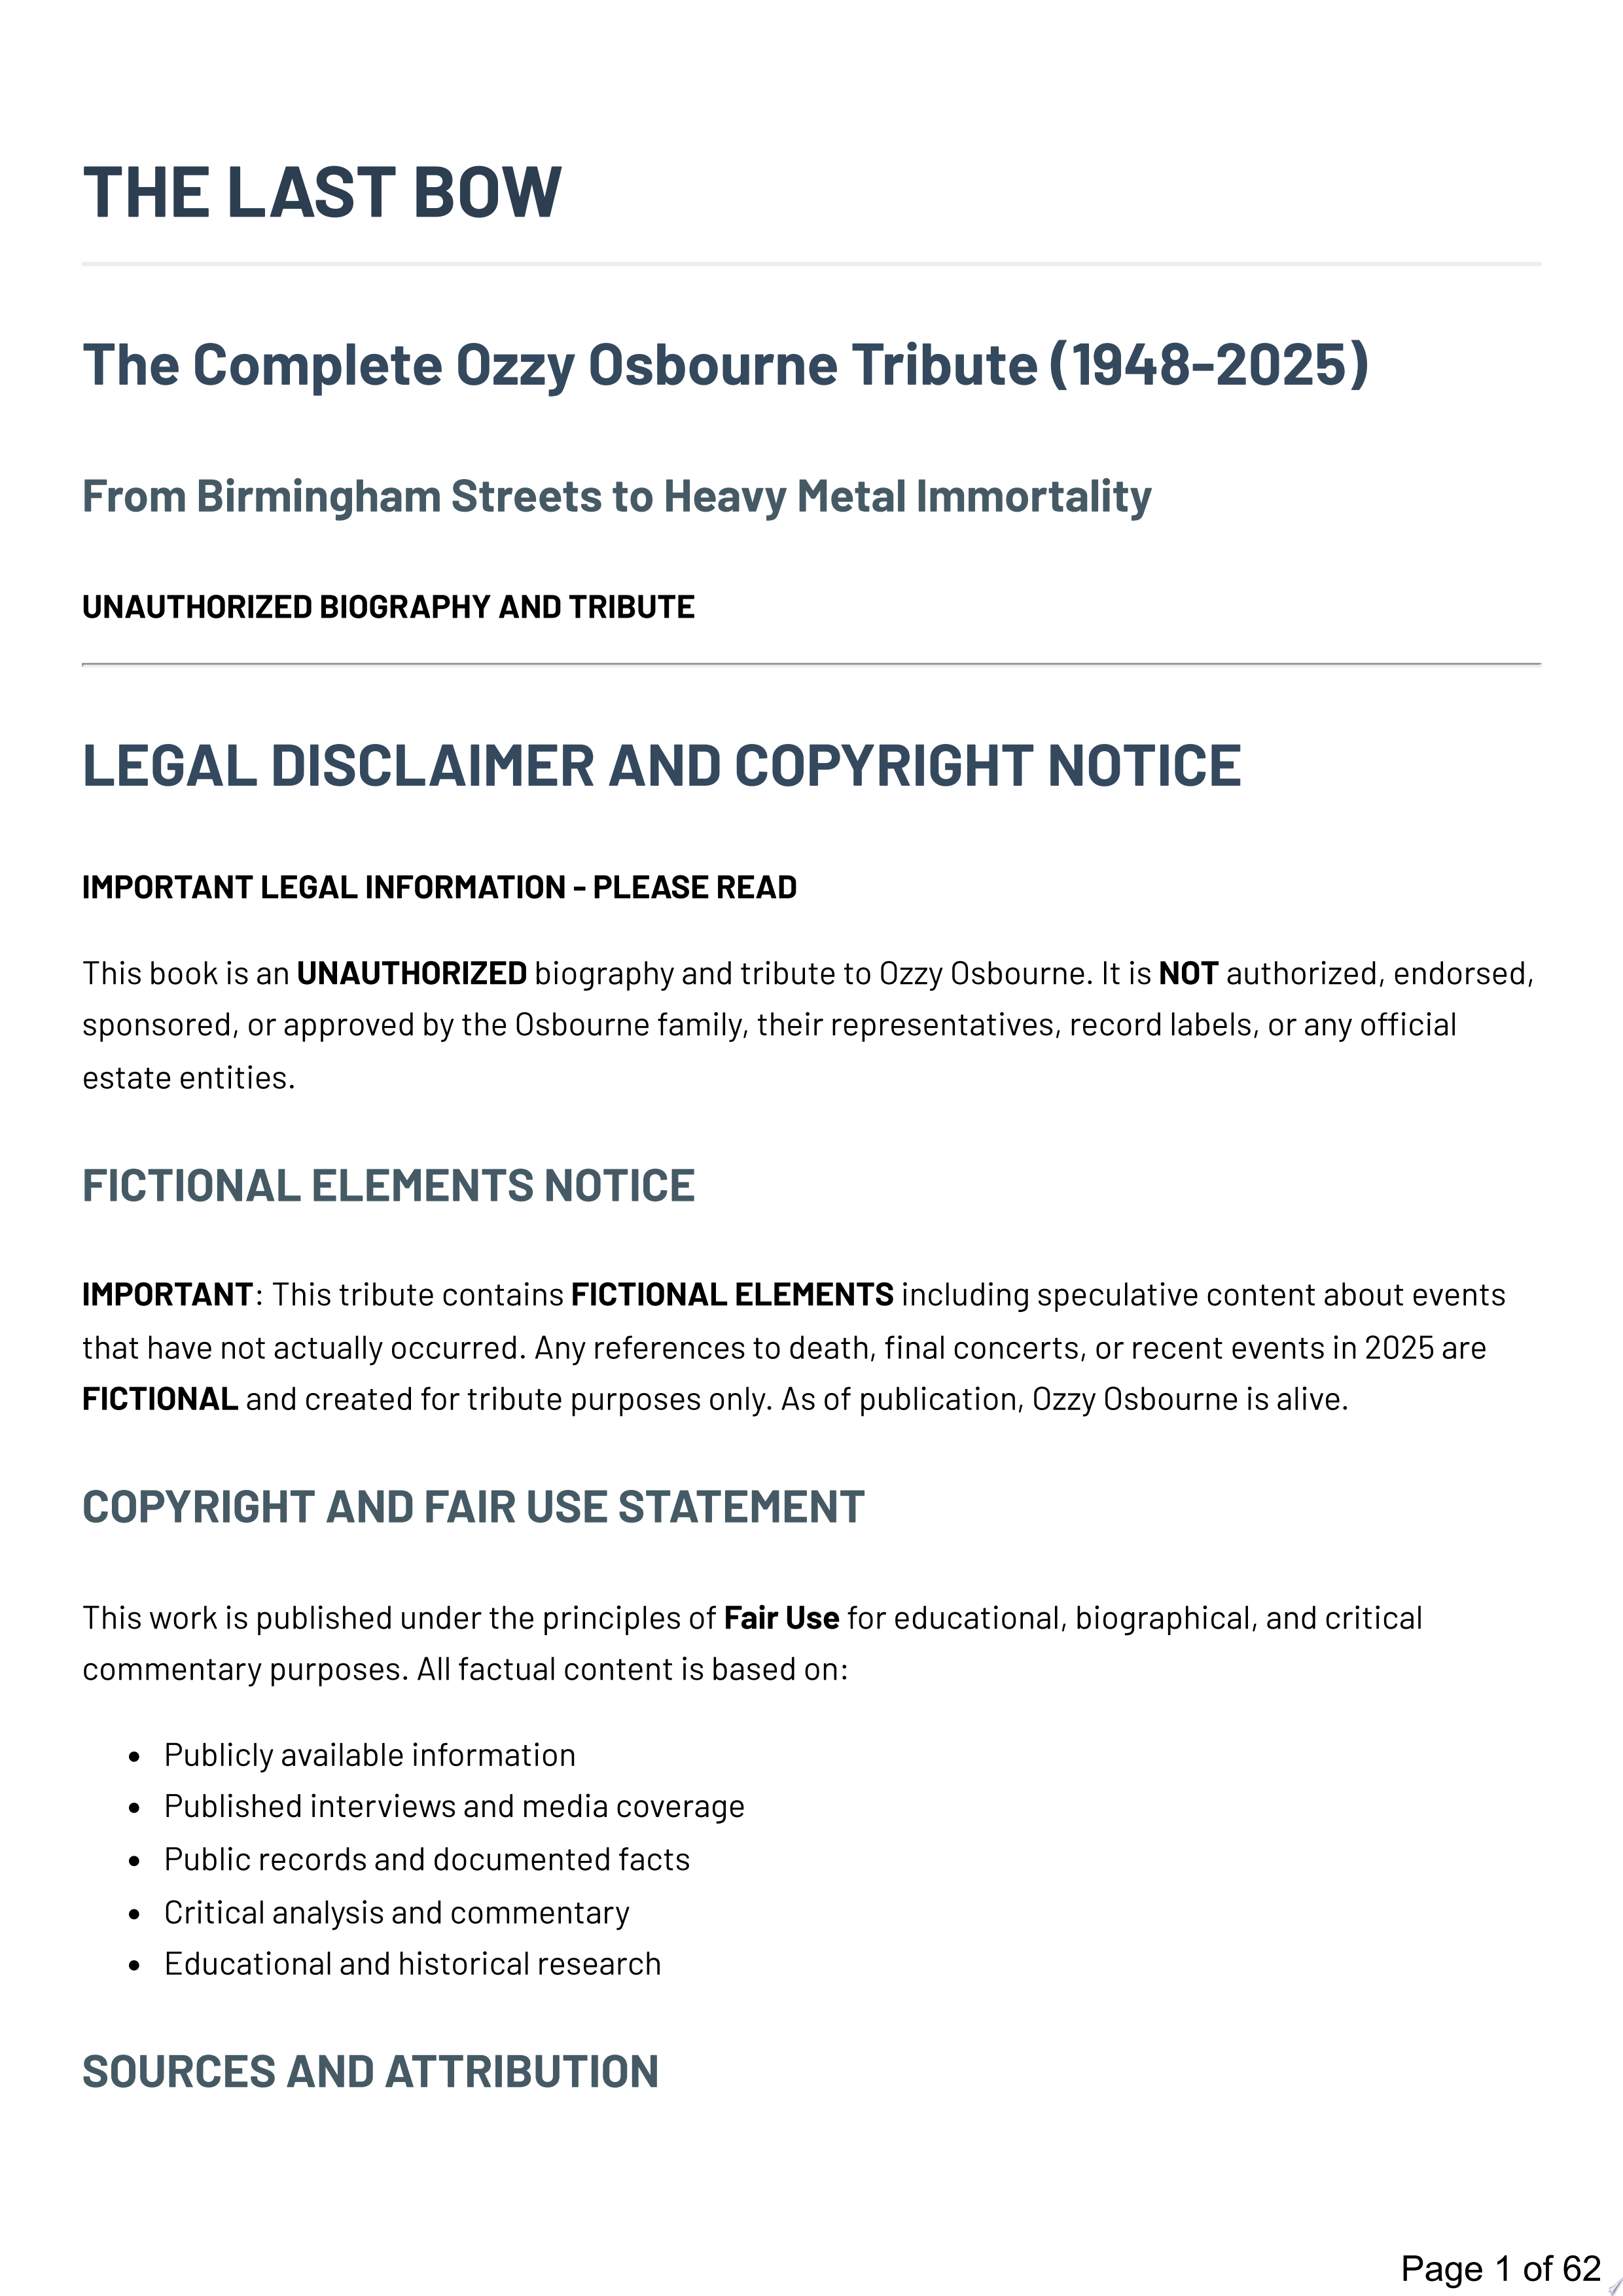 THE LAST BOW
The Complete Ozzy Osbourne Tribute (1948-2025)
From Birmingham Streets to Heavy Metal Immortality
UNAUTHORIZED BIOGRAPHY AND TRIBUTE
LEGAL DISCLAIMER AND COPYRIGHT NOTICE
IMPORTANT LEGAL INFORMATION - PLEASE READ
This book is an UNAUTHORIZED biography and tribute to Ozzy Osbourne. It is NOT authorized, endorsed,
sponsored, or approved by the Osbourne family, their representatives, record labels, or any official
estate entities.
FICTIONAL ELEMENTS NOTICE
IMPORTANT: This tribute contains FICTIONAL ELEMENTS including speculative content about events
that have not actually occurred. Any references to death, final concerts, or recent events in 2025 are
FICTIONAL and created for tribute purposes only. As of publication, Ozzy Osbourne is alive.
COPYRIGHT AND FAIR USE STATEMENT
This work is published under the principles of Fair Use for educational, biographical, and critical
commentary purposes. All factual content is based on:
• Publicly available information
• Published interviews and media coverage
• Public records and documented facts
• Critical analysis and commentary
• Educational and historical research
SOURCES AND ATTRIBUTION
Page 1 of 62